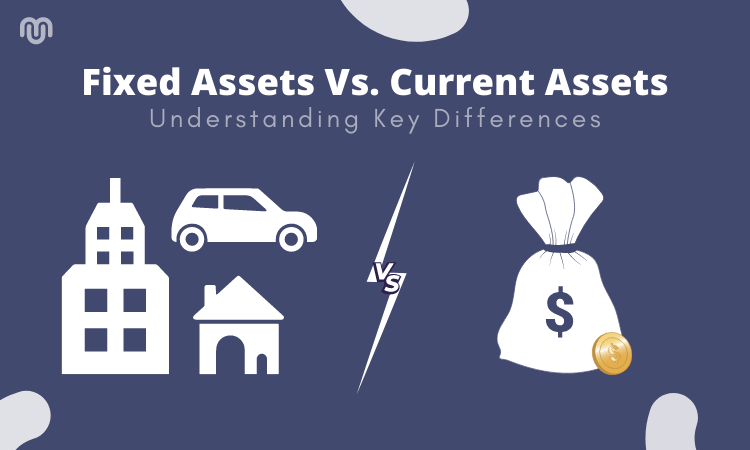 Fixed Assets Vs. Current Assets
Understanding Key Differences
VS
$
$